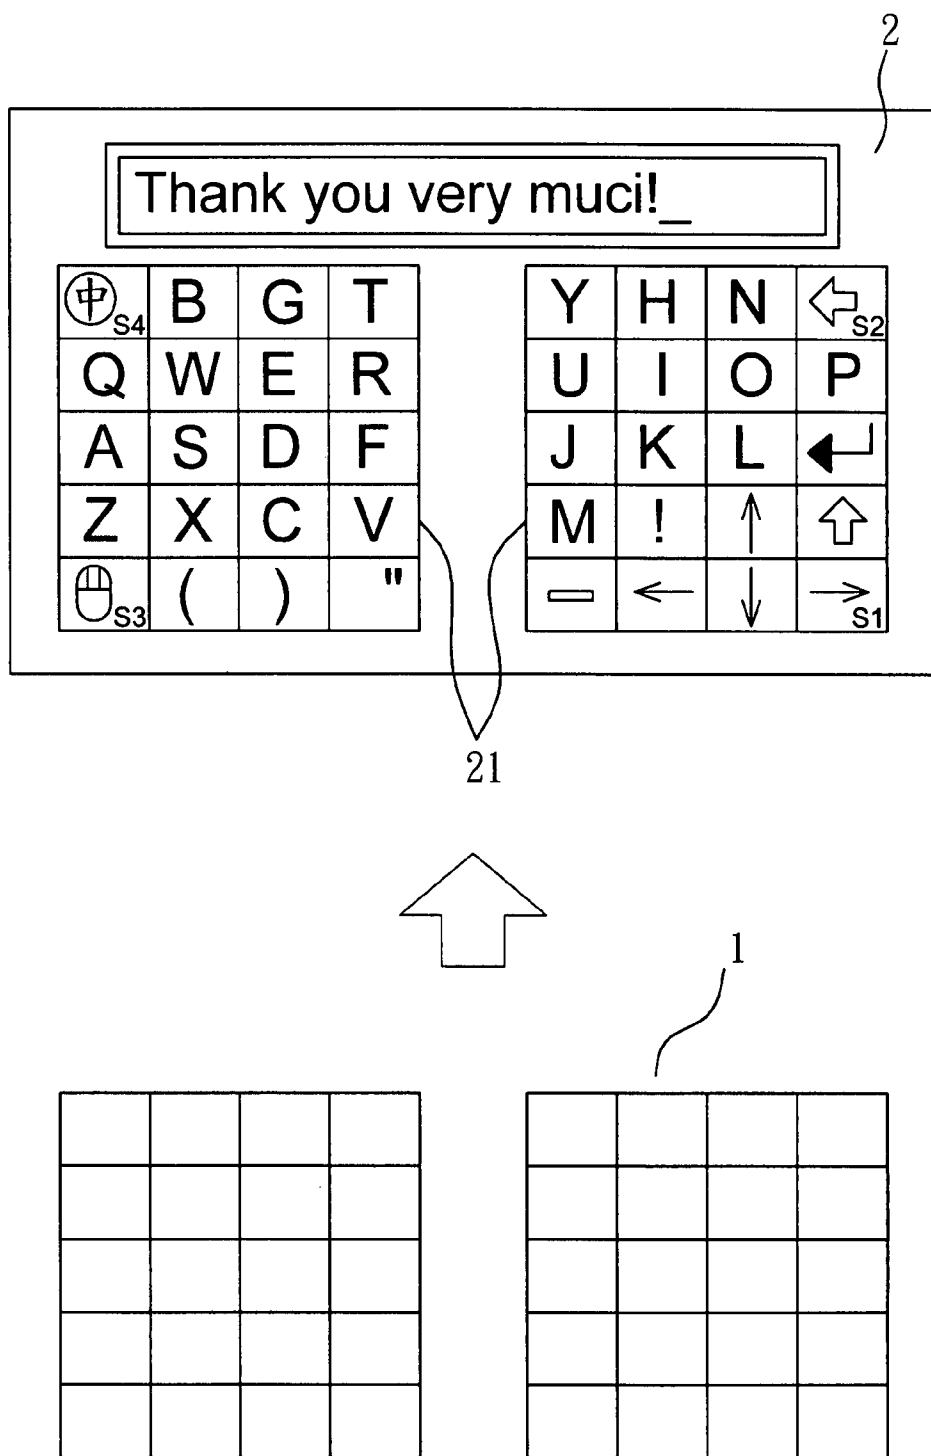 2
Thank you very muci!_
中 S4 B G T Y H N S2
Q W E R U I O P
A S D F J K L
Z X C V M !
S3 ( ) " S1
21
1